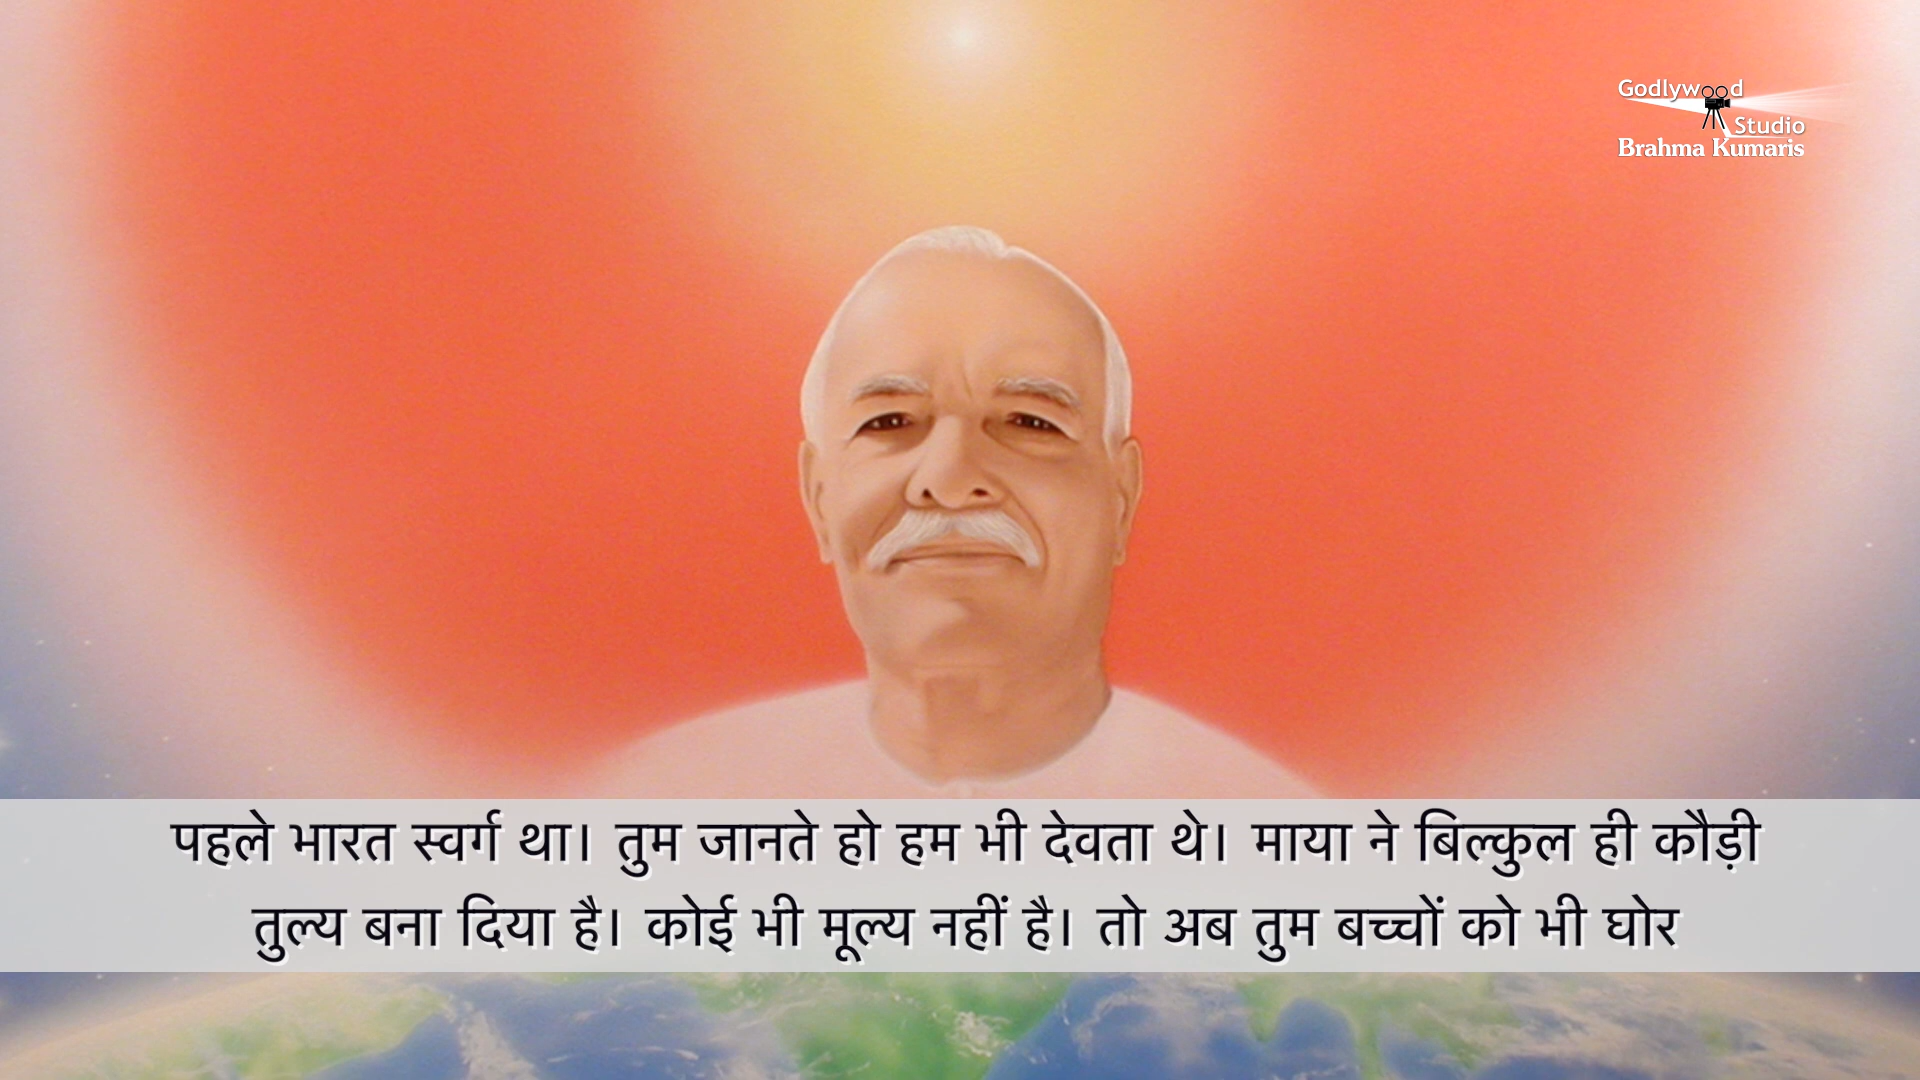 Godlywood
Studio
Brahma Kumaris
पहले भारत स्वर्ग था। तुम जानते हो हम भी देवता थे। माया ने बिल्कुल ही कौड़ी
तुल्य बना दिया है। कोई भी मूल्य नहीं है। तो अब तुम बच्चों को भी घोर